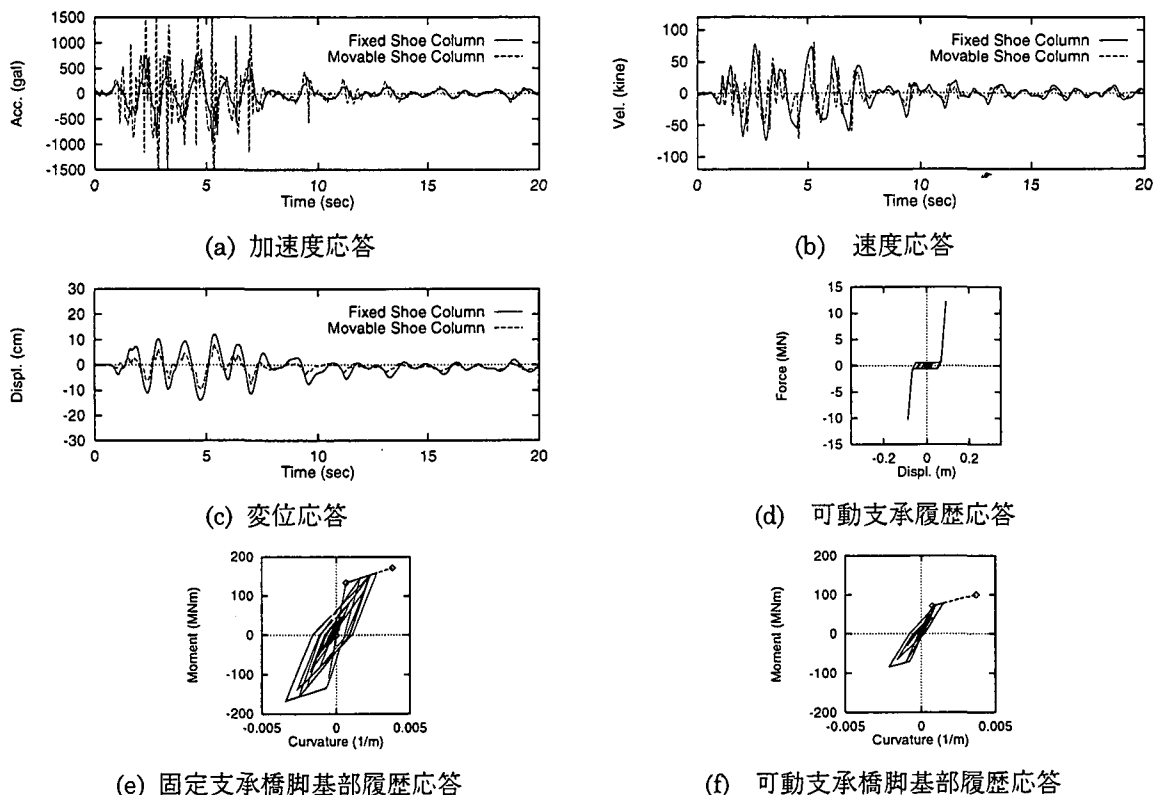 1500
1000
500
0
-500
-1000
-1500
Acc. (gal)
Fixed Shoe Column
Movable Shoe Column
0 5 10 15 20
Time (sec)
(a) 加速度応答
100
50
0
-50
-100
Vel. (kine)
Fixed Shoe Column
Movable Shoe Column
0 5 10 15 20
Time (sec)
(b) 速度応答
30
20
10
0
-10
-20
-30
Displ. (cm)
Fixed Shoe Column
Movable Shoe Column
0 5 10 15 20
Time (sec)
(c) 変位応答
15
10
5
0
-5
-10
-15
Force (MN)
-0.2 0 0.2
Displ. (m)
(d) 可動支承履歴応答
200
100
0
-100
-200
Moment (MNm)
-0.005 0 0.005
Curvature (1/m)
(e) 固定支承橋脚基部履歴応答
200
100
0
-100
-200
Moment (MNm)
-0.005 0 0.005
Curvature (1/m)
(f) 可動支承橋脚基部履歴応答